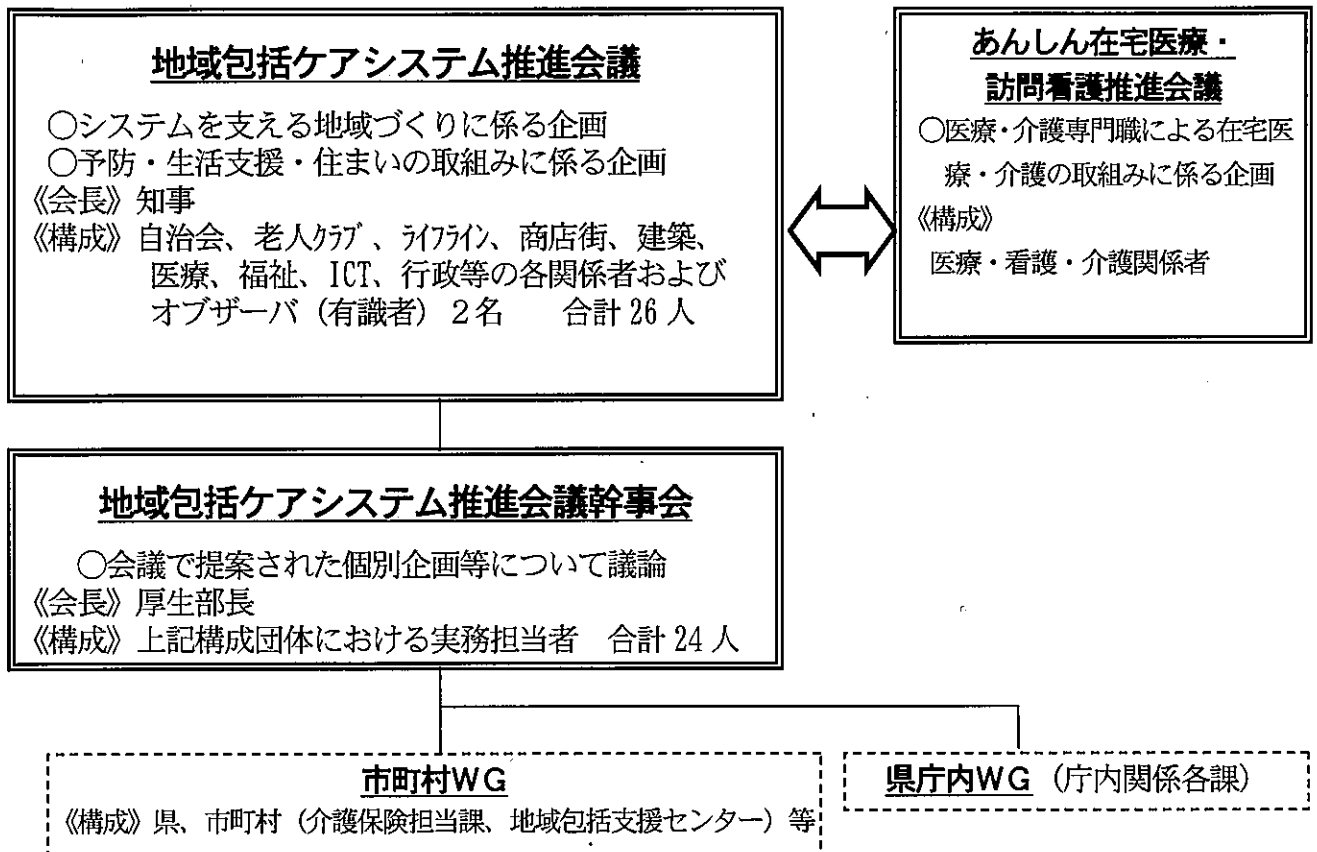 地域包括ケアシステム推進会議
○システムを支える地域づくりに係る企画
○予防・生活支援・住まいの取組みに係る企画
《会長》知事
《構成》自治会、老人ｸﾗﾌﾞ、ﾗｲﾌﾗｲﾝ、商店街、建築、
医療、福祉、ICT、行政等の各関係者および
オブザーバ（有識者）２名　　合計26人
あんしん在宅医療・
訪問看護推進会議
○医療・介護専門職による在宅医
療・介護の取組みに係る企画
《構成》
医療・看護・介護関係者
地域包括ケアシステム推進会議幹事会
○会議で提案された個別企画等について議論
《会長》厚生部長
《構成》上記構成団体における実務担当者　合計24人
市町村WG
《構成》県、市町村（介護保険担当課、地域包括支援センター）等
県庁内WG（庁内関係各課）